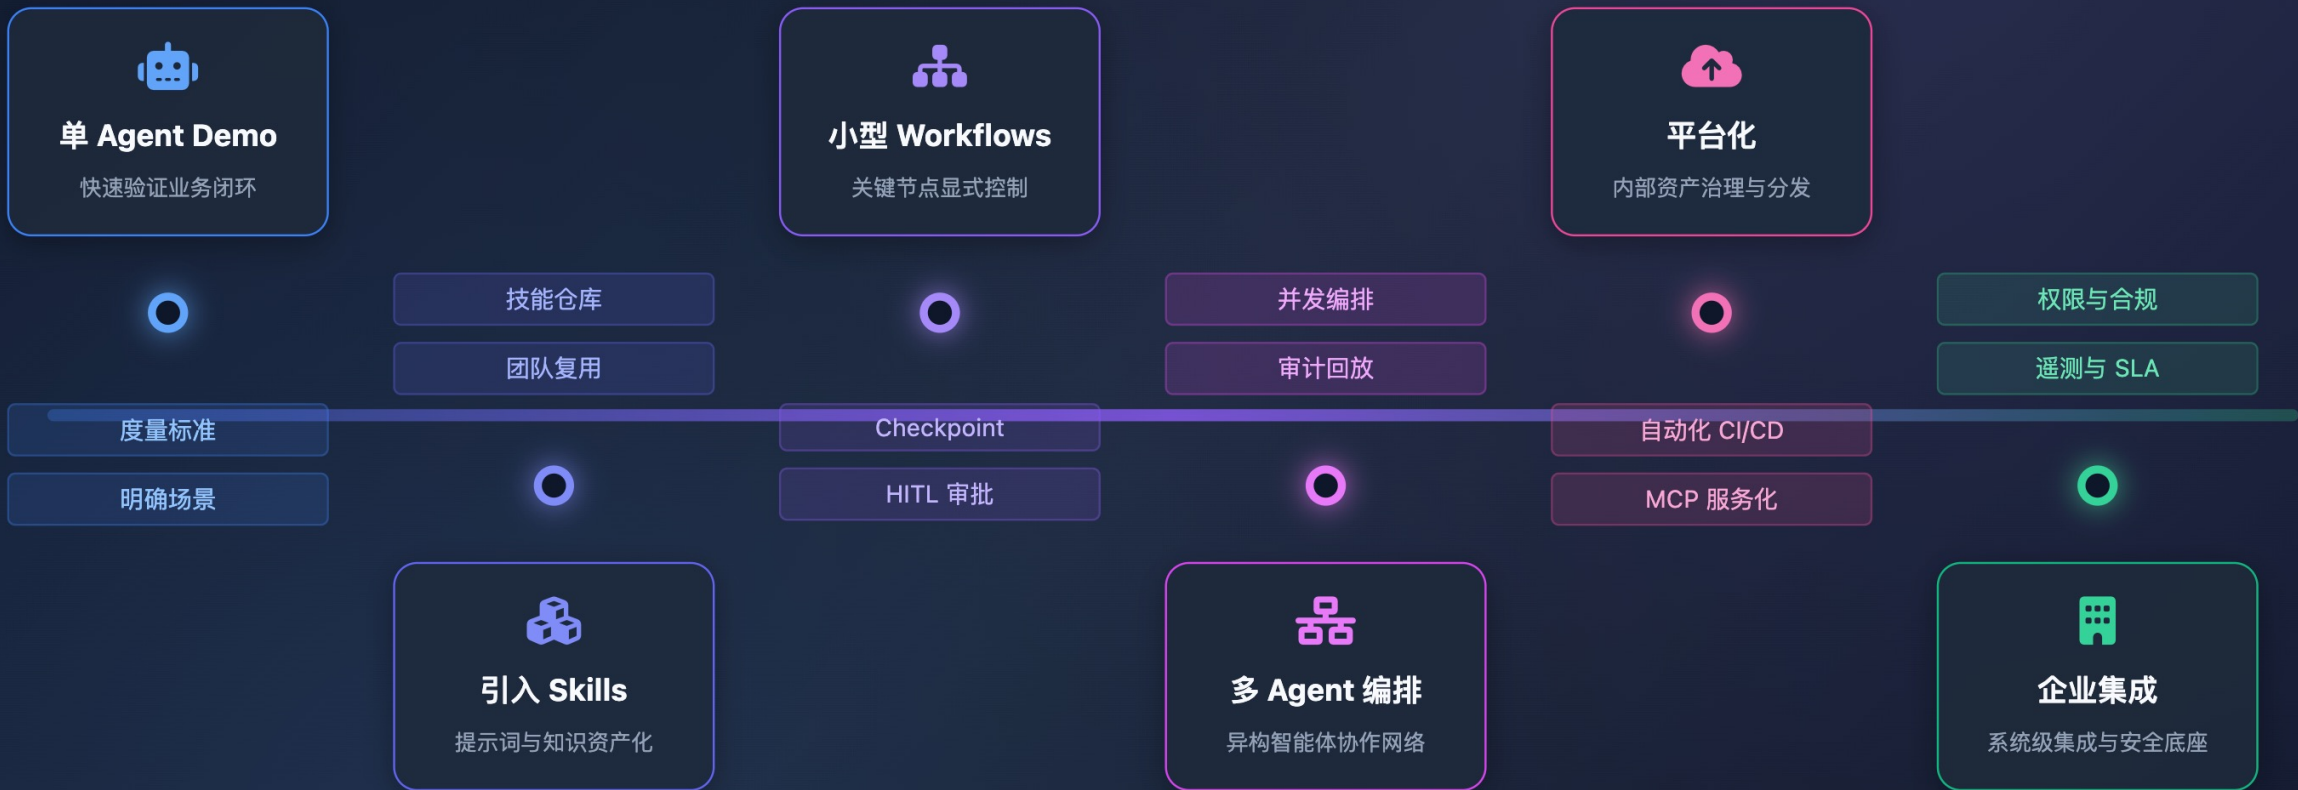 单 Agent Demo
快速验证业务闭环
度量标准
明确场景
技能仓库
团队复用
引入 Skills
提示词与知识资产化
小型 Workflows
关键节点显式控制
Checkpoint
HITL 审批
并发编排
审计回放
多 Agent 编排
异构智能体协作网络
平台化
内部资产治理与分发
自动化 CI/CD
MCP 服务化
权限与合规
遥测与 SLA
企业集成
系统级集成与安全底座